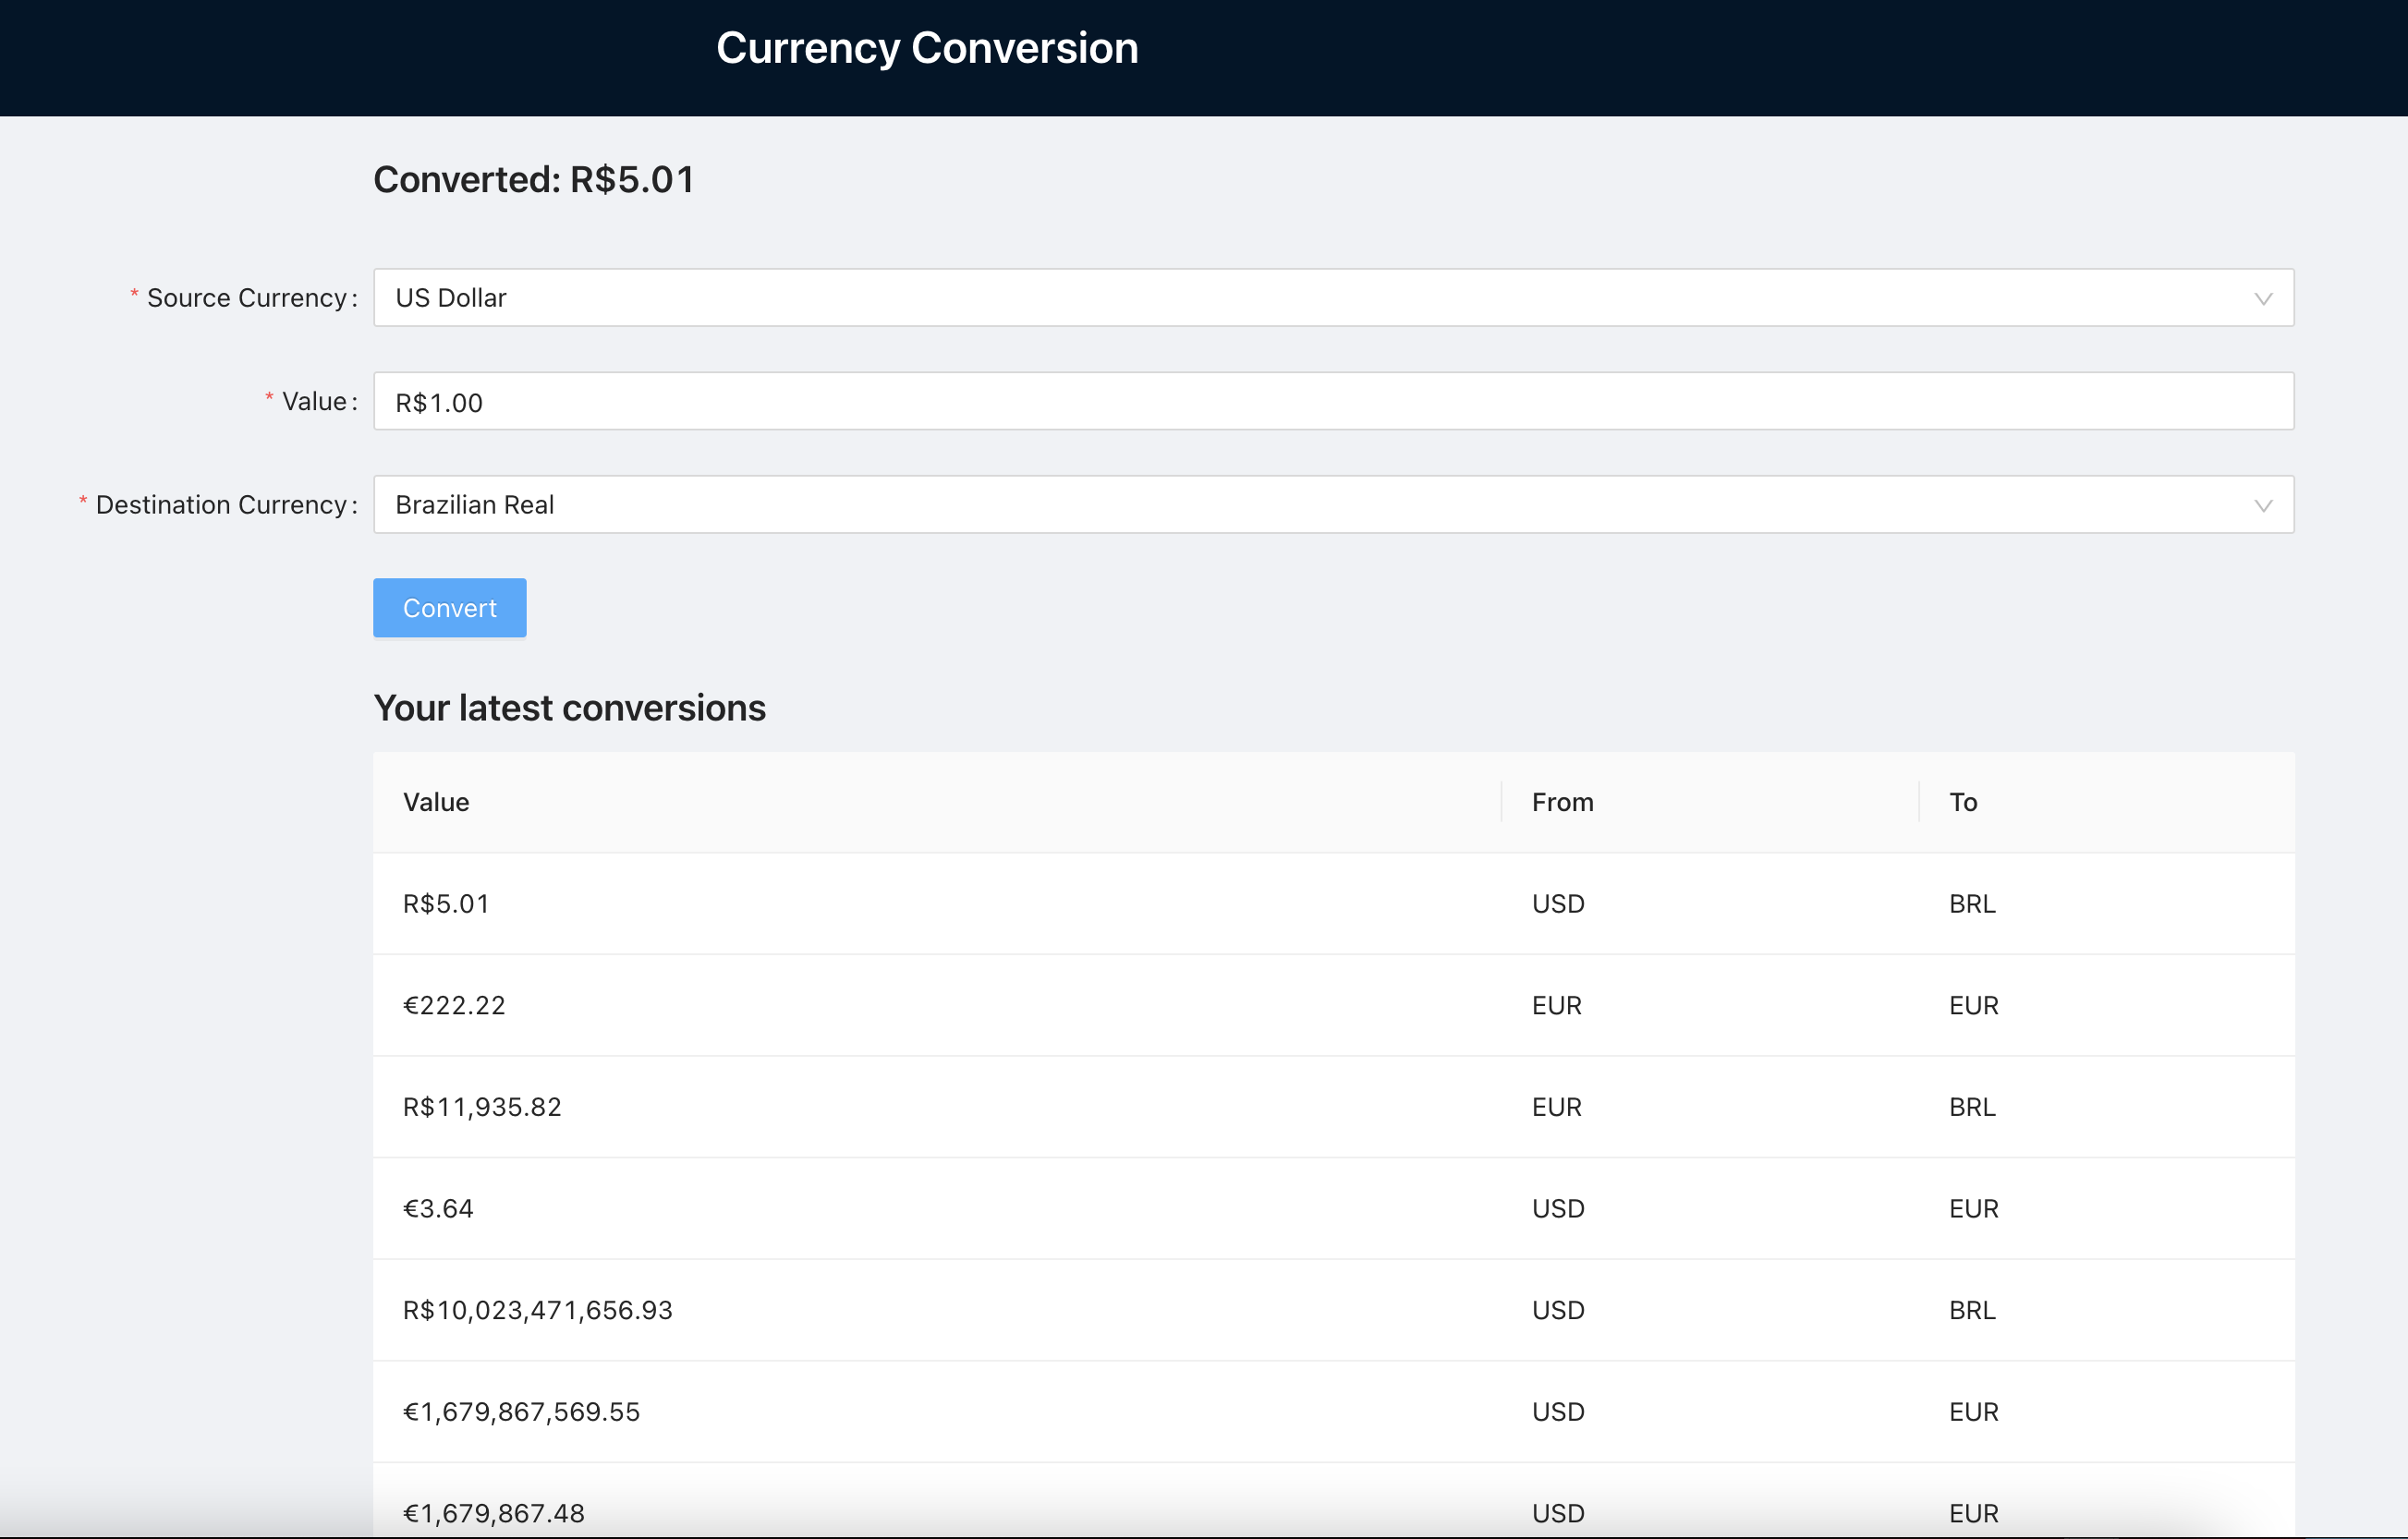 Currency Conversion
Converted: R$5.01
* Source Currency: US Dollar
* Value: R$1.00
* Destination Currency: Brazilian Real
Convert
Your latest conversions
Value From To
R$5.01 USD BRL
€222.22 EUR EUR
R$11,935.82 EUR BRL
€3.64 USD EUR
R$10,023,471,656.93 USD BRL
€1,679,867,569.55 USD EUR
€1,679,867.48 USD EUR